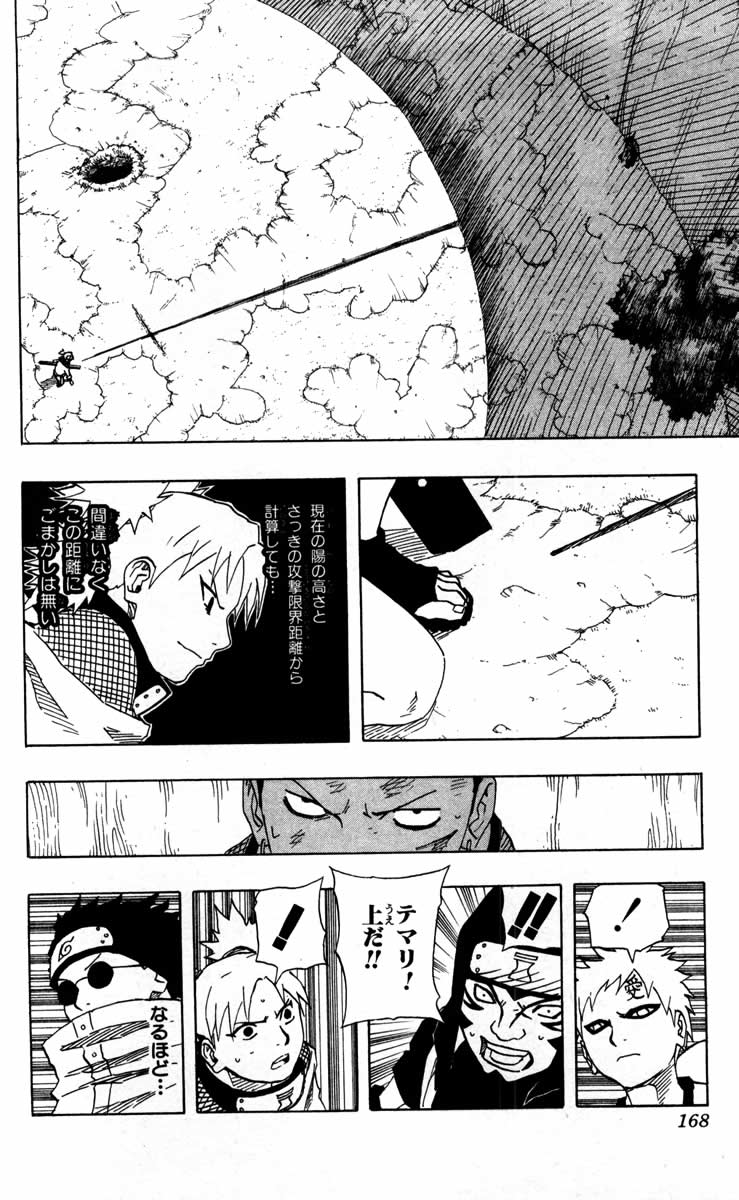 現在の陽の高さと
さっきの攻撃限界距離から
計算しても…
間違いなく
この距離に
ごまかしは無い
!
!!
テマリ!
上だ!!
うえ
!
なるほど…
愛
168